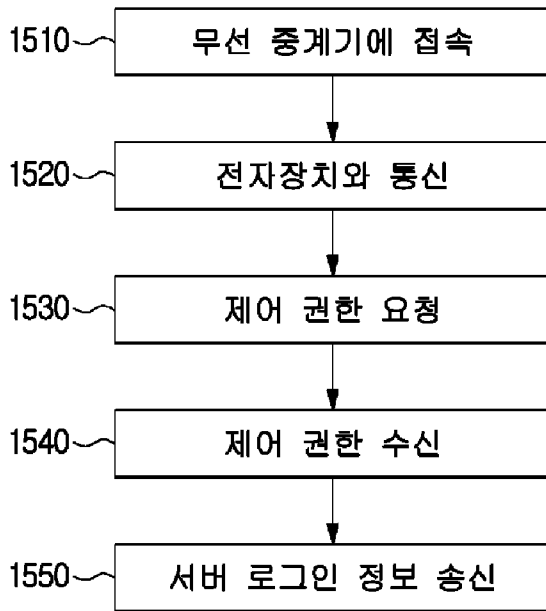 1510 무선 중계기에 접속
1520 전자장치와 통신
1530 제어 권한 요청
1540 제어 권한 수신
1550 서버 로그인 정보 송신